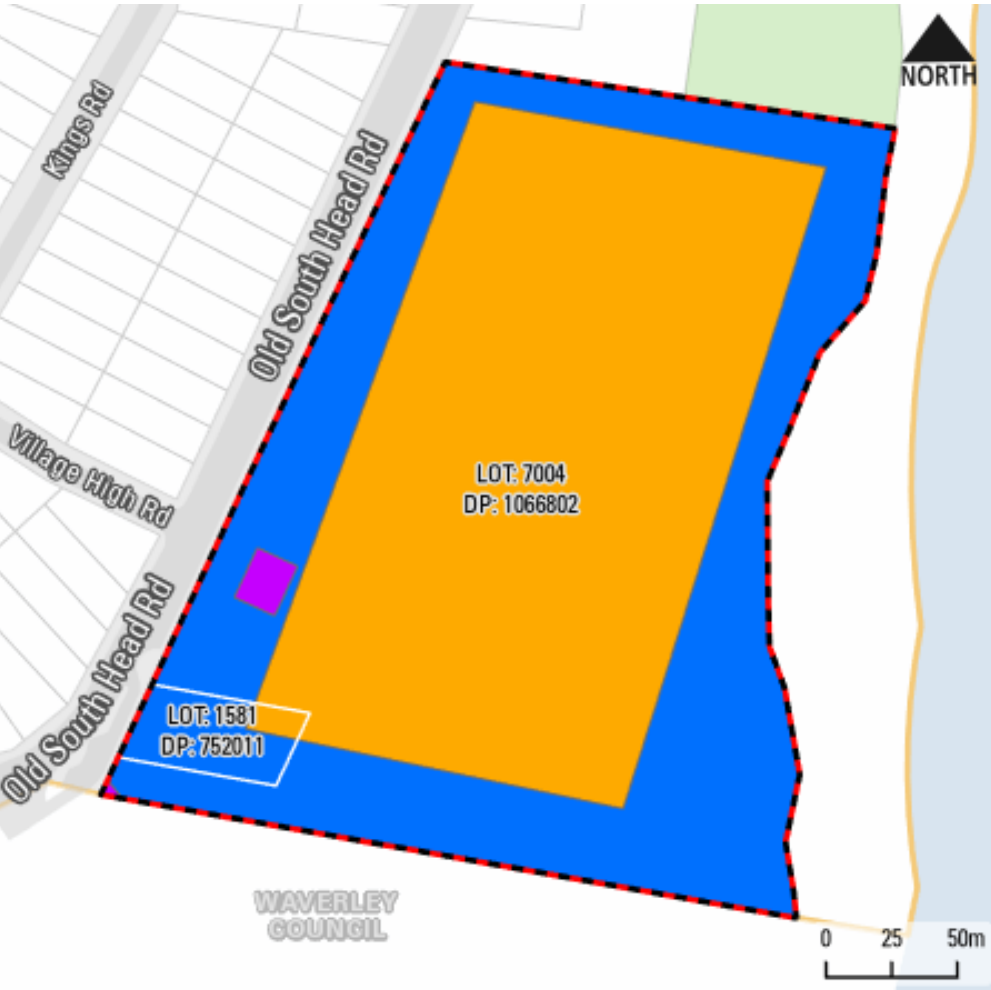 NORTH
Kings Rd
Old South Head Rd
Village High Rd
LOT: 7004
DP: 1066802
Old South Head Rd
LOT: 1581
DP: 752011
WAVERLEY
COUNCIL
0 25 50m